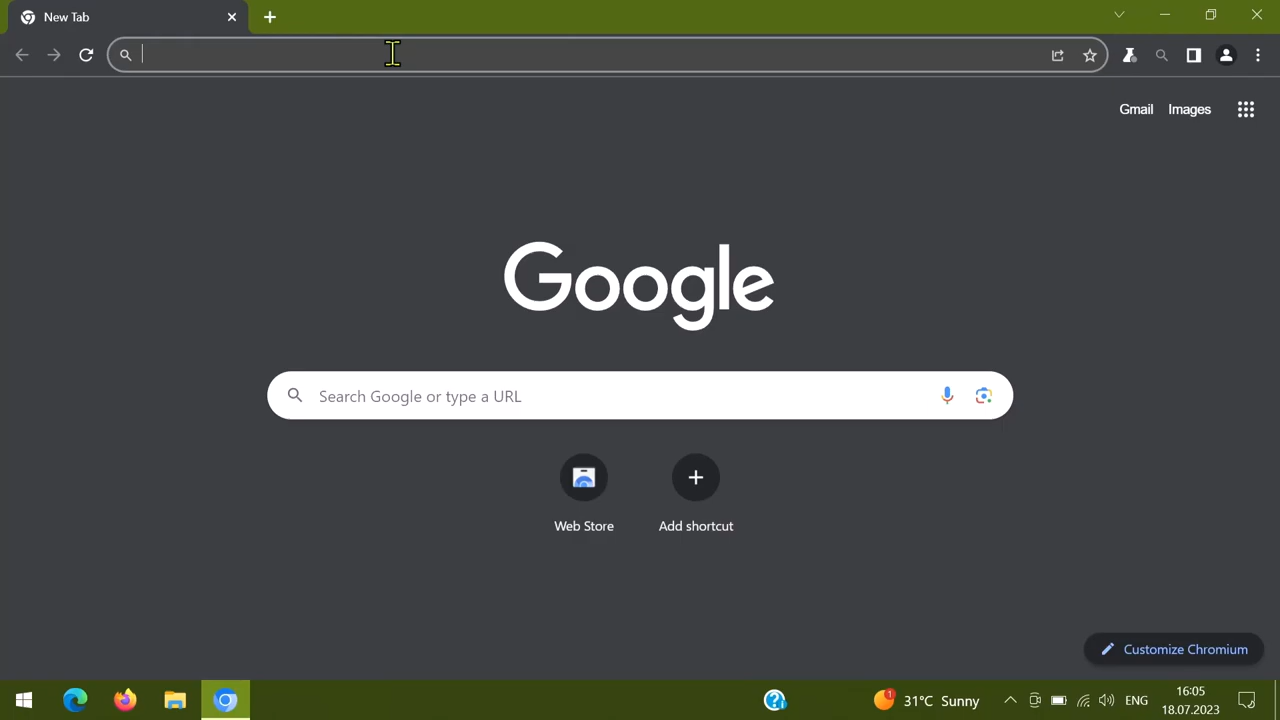 New Tab
Gmail Images
Google
Search Google or type a URL
Web Store
Add shortcut
Customize Chromium
1
31°C Sunny
ENG
16:05
18.07.2023